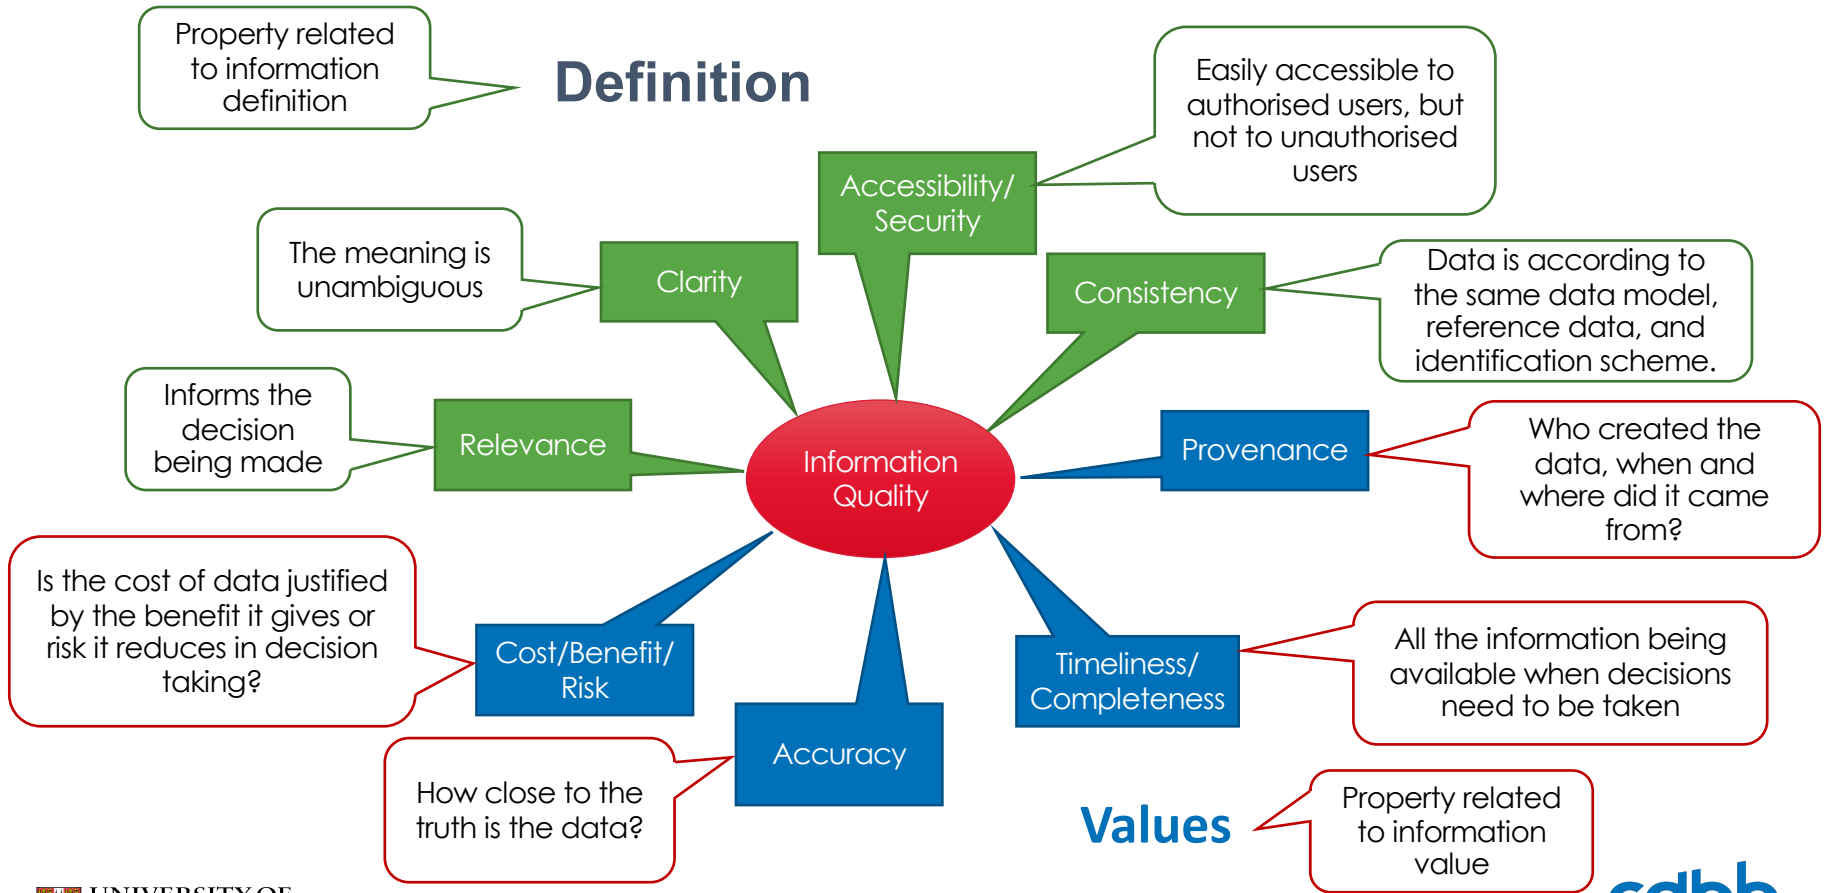 Property related
to information
definition
Definition
Easily accessible to
authorised users, but
not to unauthorised
users
Accessibility/
Security
The meaning is
unambiguous
Clarity
Consistency
Data is according to
the same data model,
reference data, and
identification scheme.
Informs the
decision
being made
Relevance
Information
Quality
Provenance
Who created the
data, when and
where did it came
from?
Is the cost of data justified
by the benefit it gives or
risk it reduces in decision
taking?
Cost/Benefit/
Risk
Timeliness/
Completeness
All the information being
available when decisions
need to be taken
Accuracy
How close to the
truth is the data?
Values
Property related
to information
value
UNIVERSITY OF
cdbb